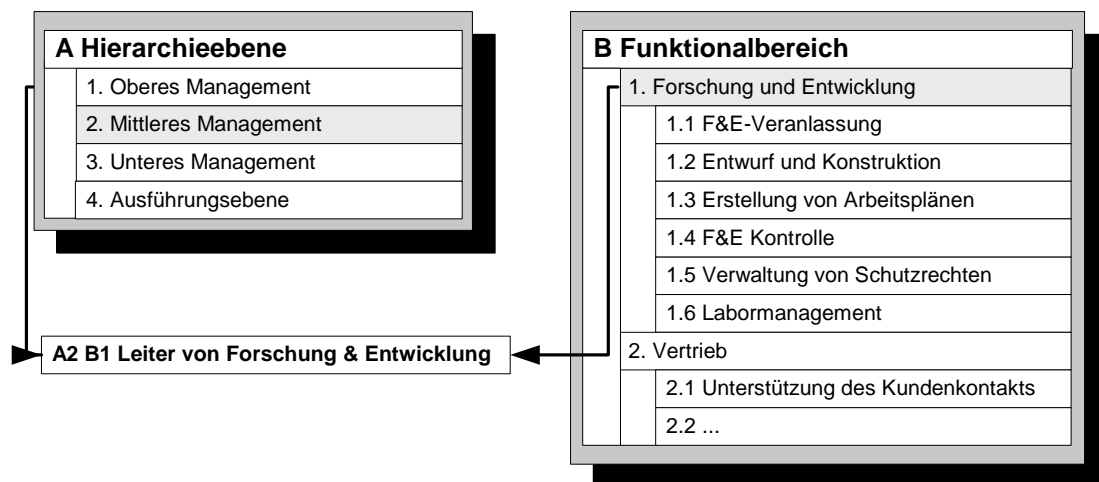 A Hierarchieebene
1. Oberes Management
2. Mittleres Management
3. Unteres Management
4. Ausführungsebene
A2 B1 Leiter von Forschung & Entwicklung
B Funktionalbereich
1. Forschung und Entwicklung
1.1 F&E-Veranlassung
1.2 Entwurf und Konstruktion
1.3 Erstellung von Arbeitsplänen
1.4 F&E Kontrolle
1.5 Verwaltung von Schutzrechten
1.6 Labormanagement
2. Vertrieb
2.1 Unterstützung des Kundenkontakts
2.2 ...